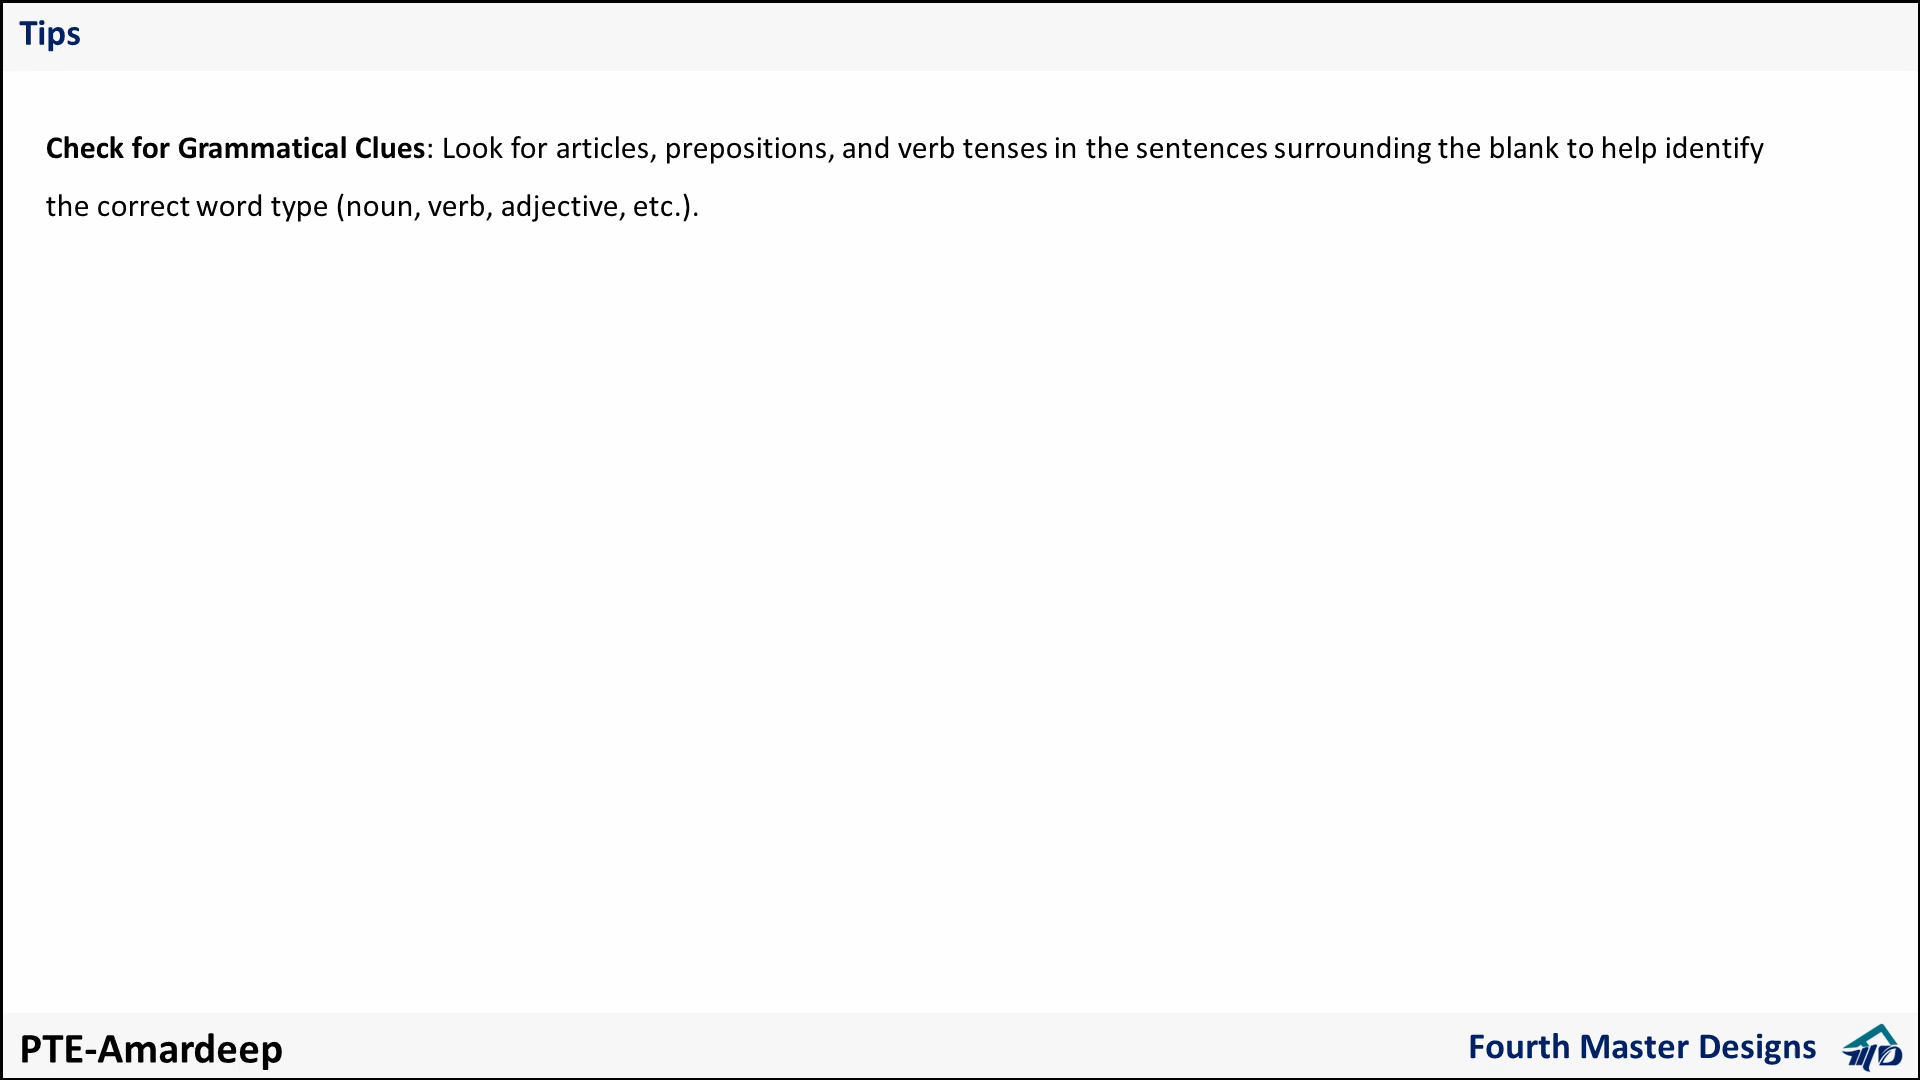 Tips
Check for Grammatical Clues: Look for articles, prepositions, and verb tenses in the sentences surrounding the blank to help identify
the correct word type (noun, verb, adjective, etc.).
PTE-Amardeep
Fourth Master Designs